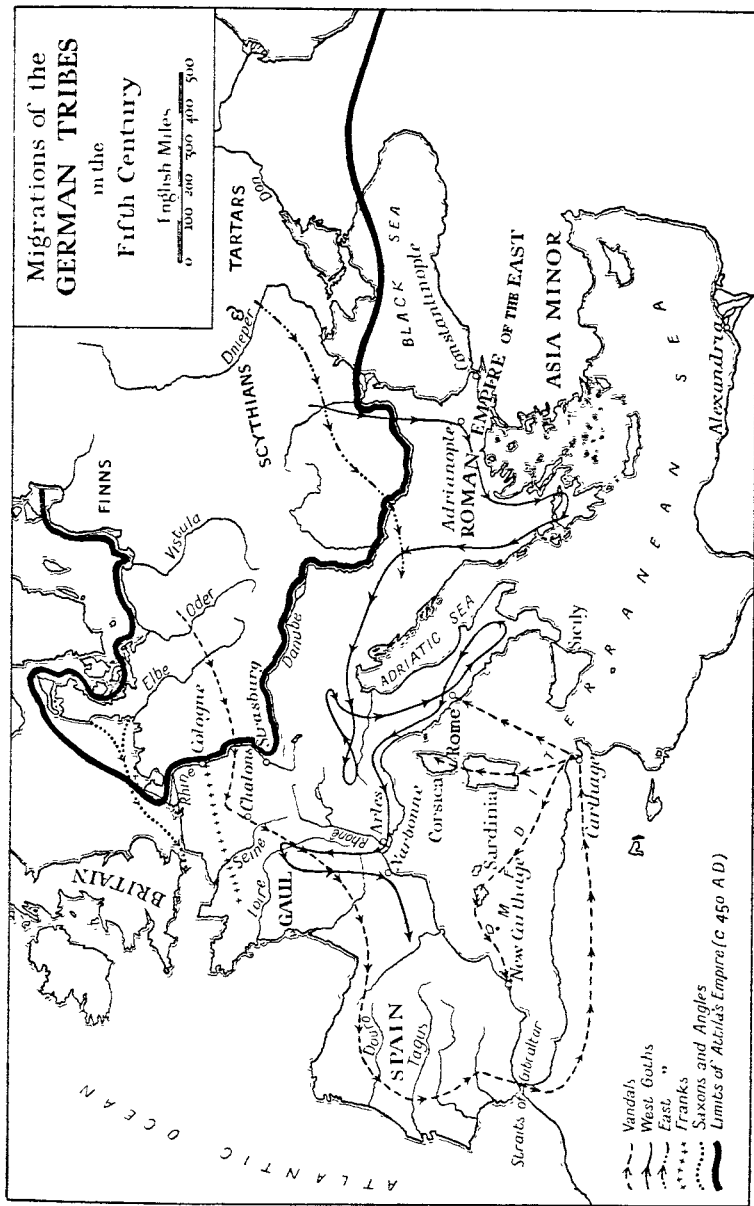 Migrations of the
GERMAN TRIBES
in the
Fifth Century
English Miles
0 100 200 300 400 500
TARTARS
Don
Dnieper
SCYTHIANS
FINNS
Vistula
Oder
Elbe
BLACK SEA
Constantinople
Adrianople
ROMAN EMPIRE OF THE EAST
ASIA MINOR
Alexandria
Danube
Strasburg
Cologne
Rhine
Chalons
Seine
Loire
GAUL
Rhone
Arles
Narbonne
BRITAIN
ATLANTIC OCEAN
SPAIN
Douro
Tagus
Straits of Gibraltar
New Carthage
Corsica
Sardinia
Rome
Sicily
Carthage
ADRIATIC SEA
MEDITERRANEAN SEA
Vandals
West Goths
East "
Franks
Saxons and Angles
Limits of Attila's Empire (C 450 A D)